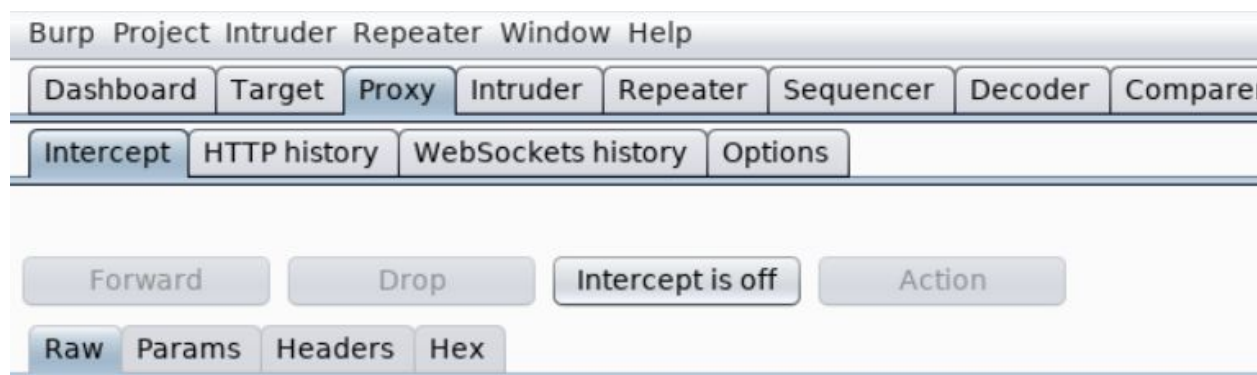 Burp Project Intruder Repeater Window Help
Dashboard Target Proxy Intruder Repeater Sequencer Decoder
Intercept HTTP history WebSockets history Options
Forward Drop Intercept is off Action
Raw Params Headers Hex